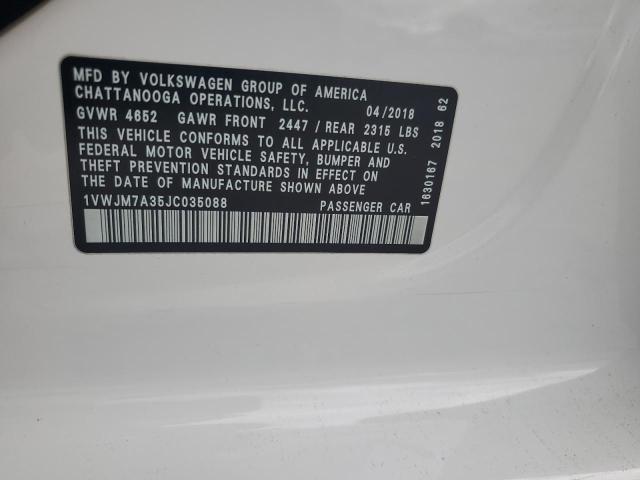 MFD BY VOLKSWAGEN GROUP OF AMERICA
CHATTANOOGA OPERATIONS, LLC. 04/2018
GVWR 4652 GAWR FRONT 2447 / REAR 2315 LBS
THIS VEHICLE CONFORMS TO ALL APPLICABLE U.S.
FEDERAL MOTOR VEHICLE SAFETY, BUMPER AND
THEFT PREVENTION STANDARDS IN EFFECT ON
THE DATE OF MANUFACTURE SHOWN ABOVE
1VWJM7A35JC035088 PASSENGER CAR
1630167 2018 62